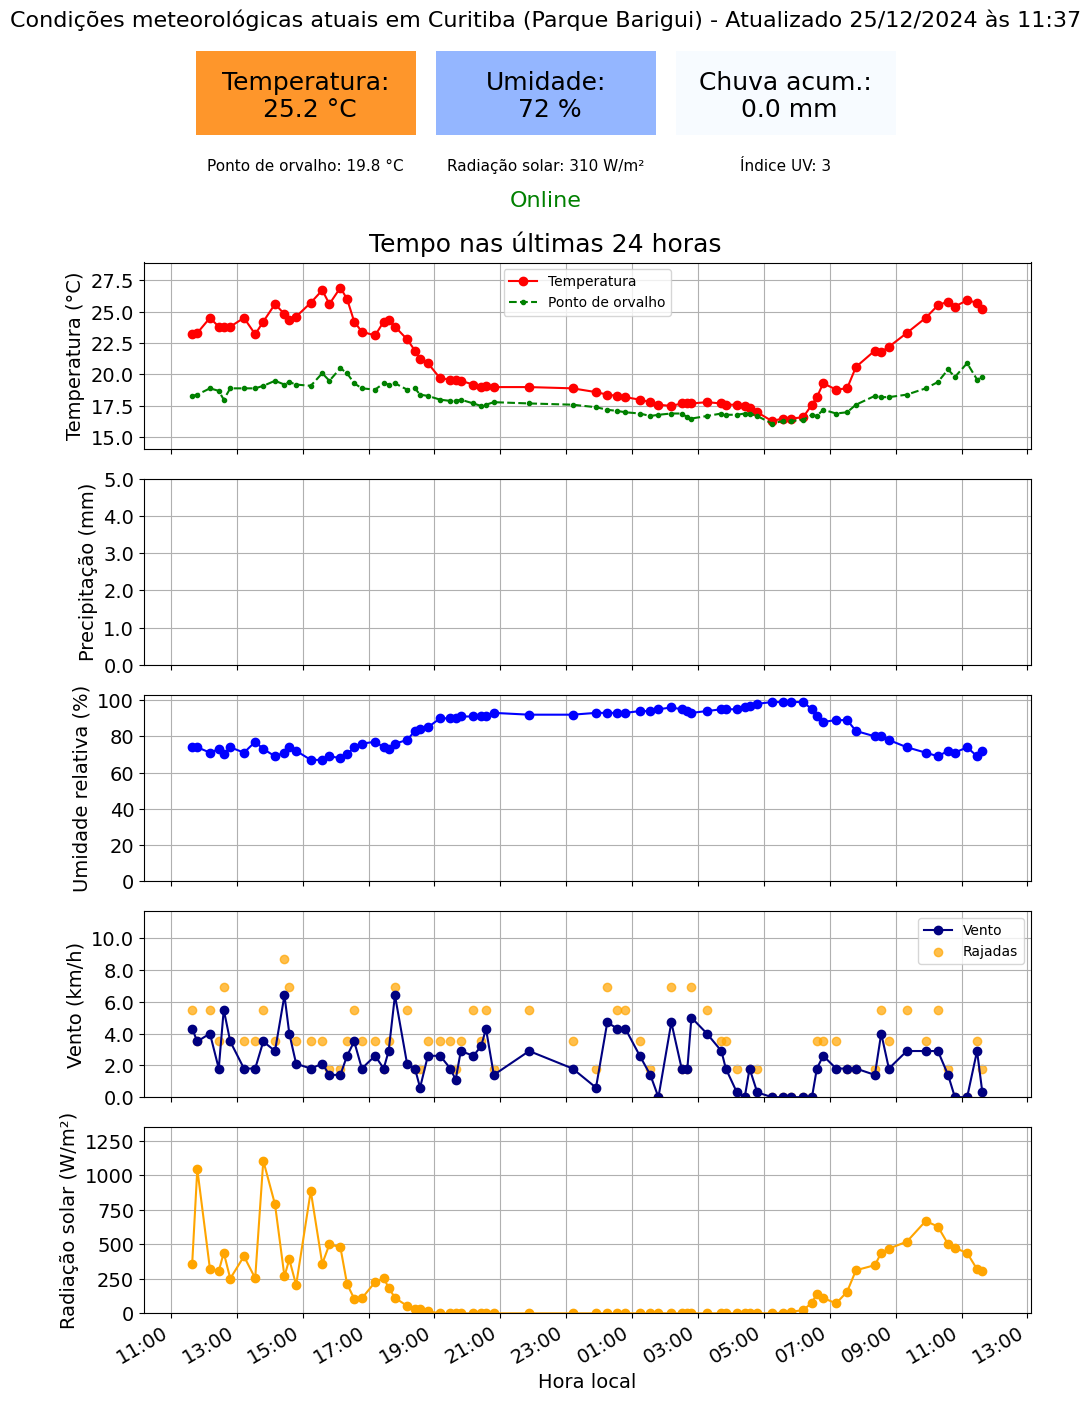 Condições meteorológicas atuais em Curitiba (Parque Barigui) - Atualizado 25/12/2024 às 11:37
Temperatura:
25.2 °C
Umidade:
72 %
Chuva acum.:
0.0 mm
Ponto de orvalho: 19.8 °C
Radiação solar: 310 W/m²
Índice UV: 3
Online
Tempo nas últimas 24 horas
Temperatura (°C)
27.5
25.0
22.5
20.0
17.5
15.0
Temperatura
Ponto de orvalho
Precipitação (mm)
5.0
4.0
3.0
2.0
1.0
0.0
Umidade relativa (%)
100
80
60
40
20
0
Vento (km/h)
10.0
8.0
6.0
4.0
2.0
0.0
Vento
Rajadas
Radiação solar (W/m²)
1250
1000
750
500
250
0
11:00
13:00
15:00
17:00
19:00
21:00
23:00
01:00
03:00
05:00
07:00
09:00
11:00
13:00
Hora local